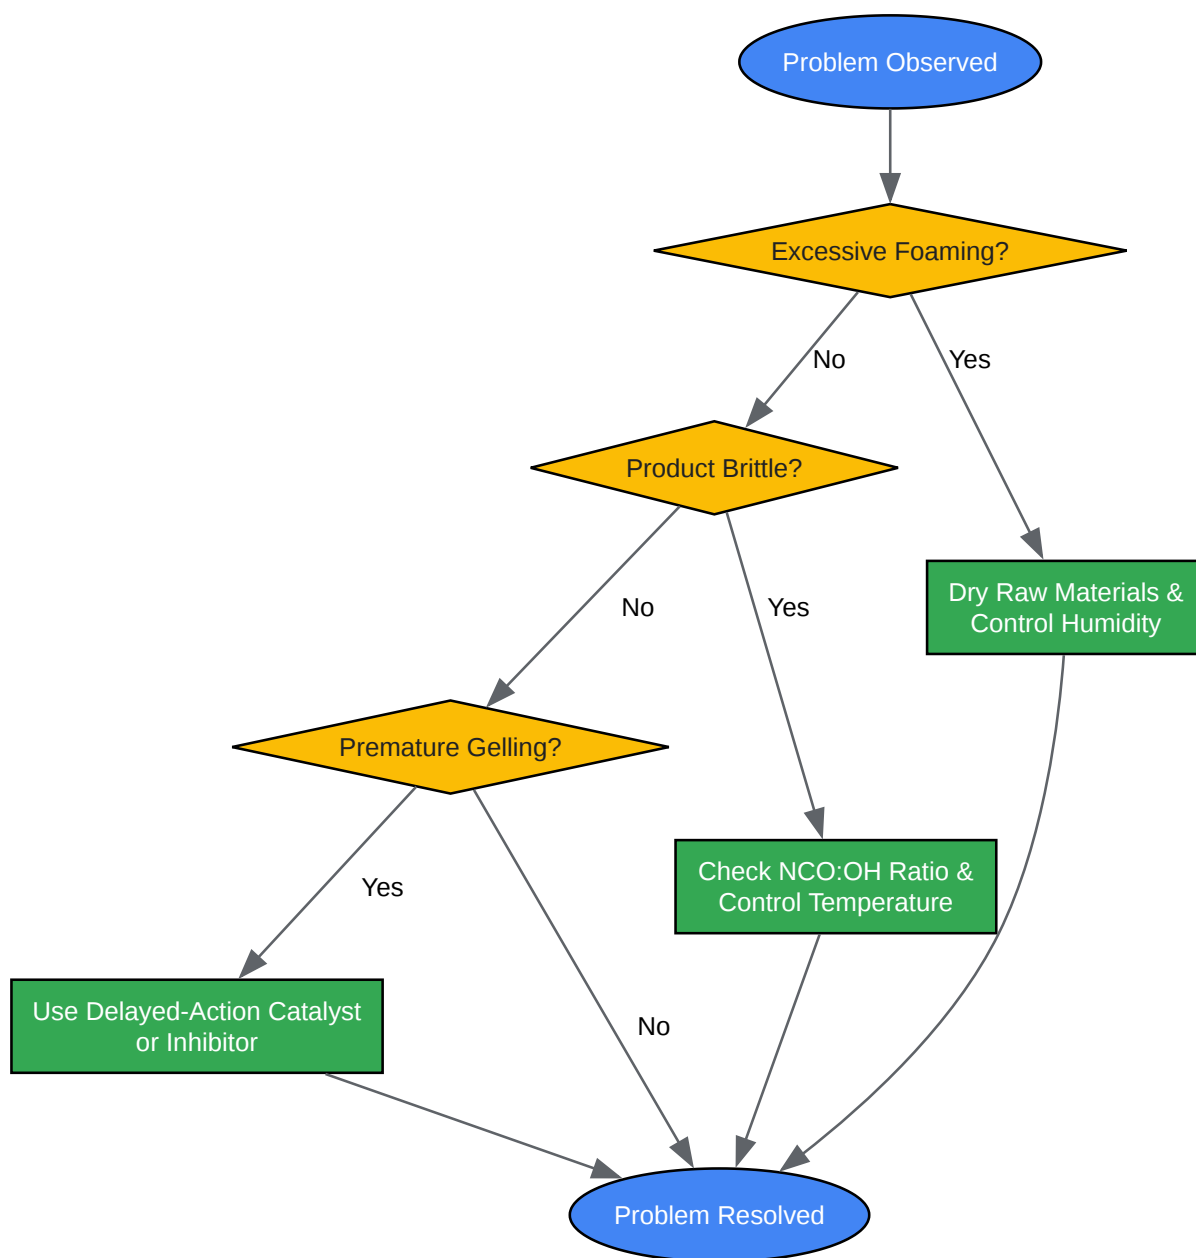 Problem Observed
Excessive Foaming?
No
Yes
Product Brittle?
Dry Raw Materials &
Control Humidity
No
Yes
Premature Gelling?
Check NCO:OH Ratio &
Control Temperature
Yes
Use Delayed-Action Catalyst
or Inhibitor
No
Problem Resolved